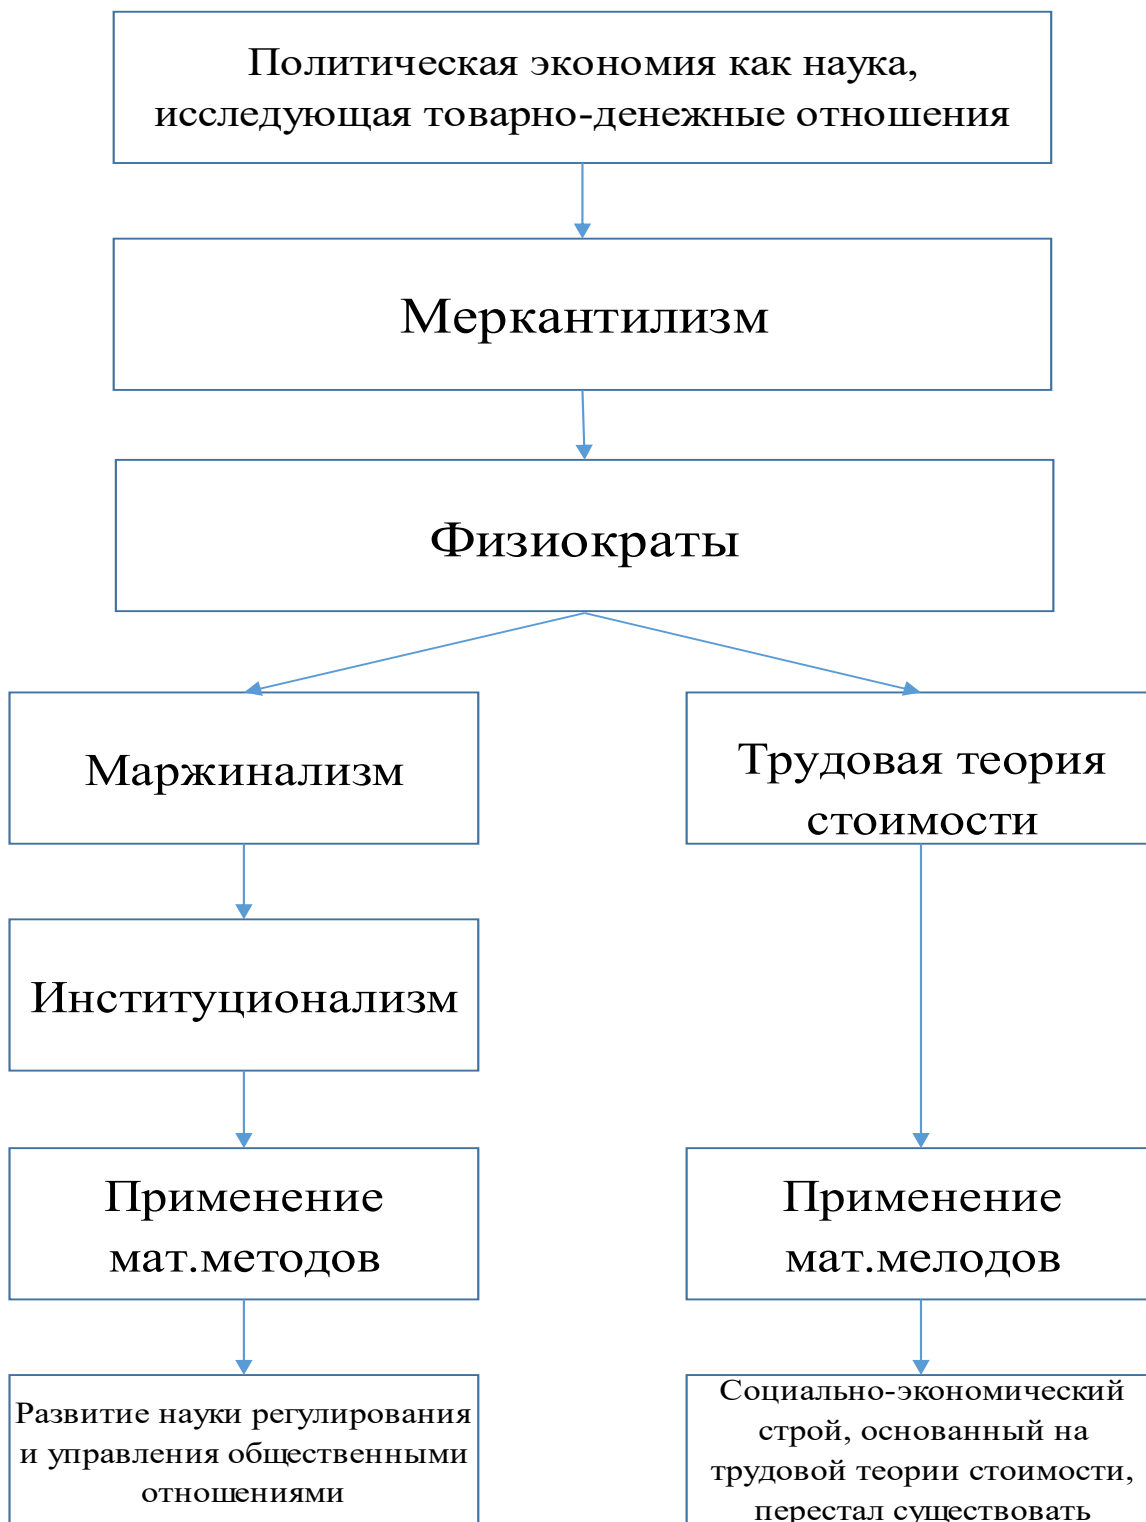 Политическая экономия как наука,
исследующая товарно-денежные отношения
Меркантилизм
Физиократы
Маржинализм
Трудовая теория
стоимости
Институционализм
Применение
мат.методов
Применение
мат.мелодов
Развитие науки регулирования
и управления общественными
отношениями
Социально-экономический
строй, основанный на
трудовой теории стоимости,
перестал существовать